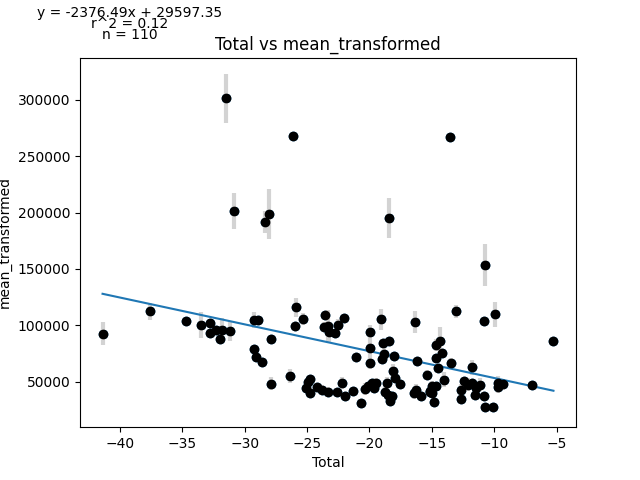 y = -2376.49x + 29597.35
r^2 = 0.12
n = 110
Total vs mean_transformed
300000
250000
200000
150000
100000
50000
mean_transformed
−40 −35 −30 −25 −20 −15 −10 −5
Total